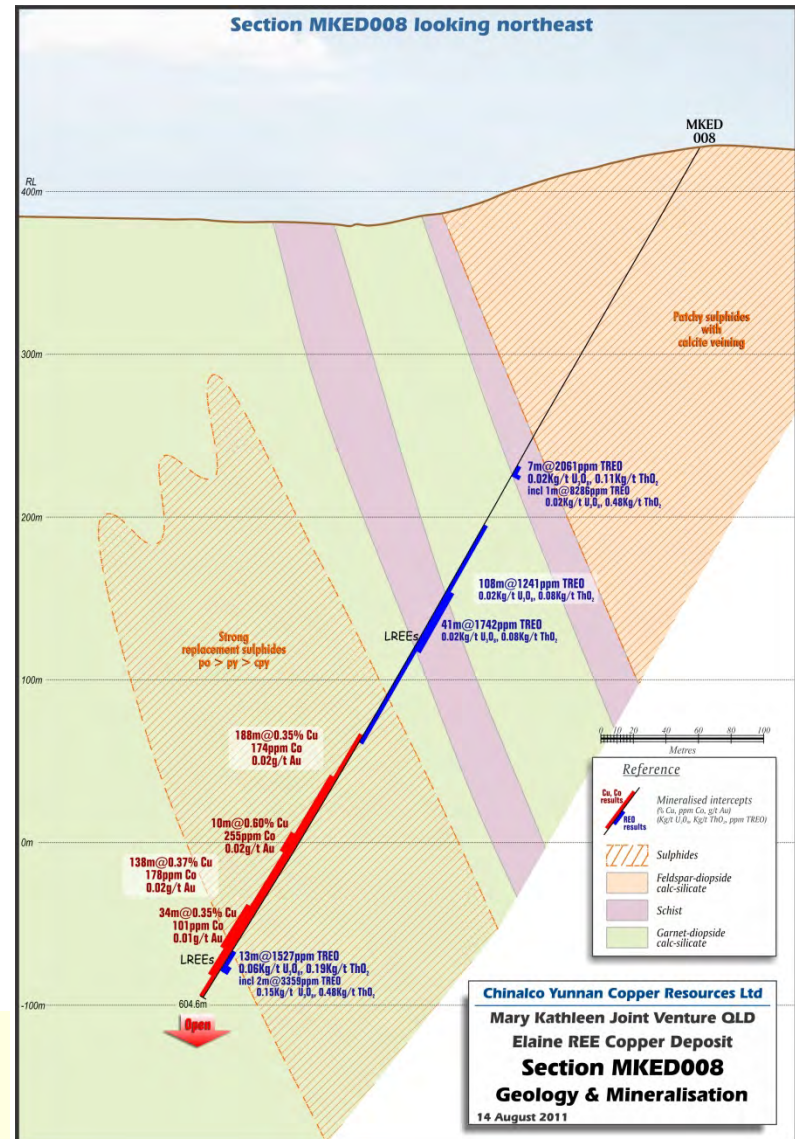 Section MKED008 looking northeast
MKED
008
RL
400m
Patchy sulphides
with
calcite veining
300m
7m@2061ppm TREO
0.02Kg/t U₃O₈, 0.11Kg/t ThO₂
incl 1m@8286ppm TREO
0.02Kg/t U₃O₈, 0.48Kg/t ThO₂
200m
108m@1241ppm TREO
0.02Kg/t U₃O₈, 0.08Kg/t ThO₂
41m@1742ppm TREO
0.02Kg/t U₃O₈, 0.08Kg/t ThO₂
LREEs
Strong
replacement sulphides
po > py > cpy
100m
188m@0.35% Cu
174ppm Co
0.02g/t Au
10m@0.60% Cu
255ppm Co
0.02g/t Au
0m
138m@0.37% Cu
178ppm Co
0.02g/t Au
34m@0.35% Cu
101ppm Co
0.01g/t Au
LREEs
13m@1527ppm TREO
0.06Kg/t U₃O₈, 0.19Kg/t ThO₂
incl 2m@3359ppm TREO
0.15Kg/t U₃O₈, 0.48Kg/t ThO₂
-100m
604.6m
Open
0 10 20 40 60 80 100
Metres
Reference
Cu, Co
results
REO
results
Mineralised intercepts
(% Cu, ppm Co, g/t Au)
(Kg/t U₃O₈, Kg/t ThO₂, ppm TREO)
Sulphides
Feldspar-diopside
calc-silicate
Schist
Garnet-diopside
calc-silicate
Chinalco Yunnan Copper Resources Ltd
Mary Kathleen Joint Venture QLD
Elaine REE Copper Deposit
Section MKED008
Geology & Mineralisation
14 August 2011